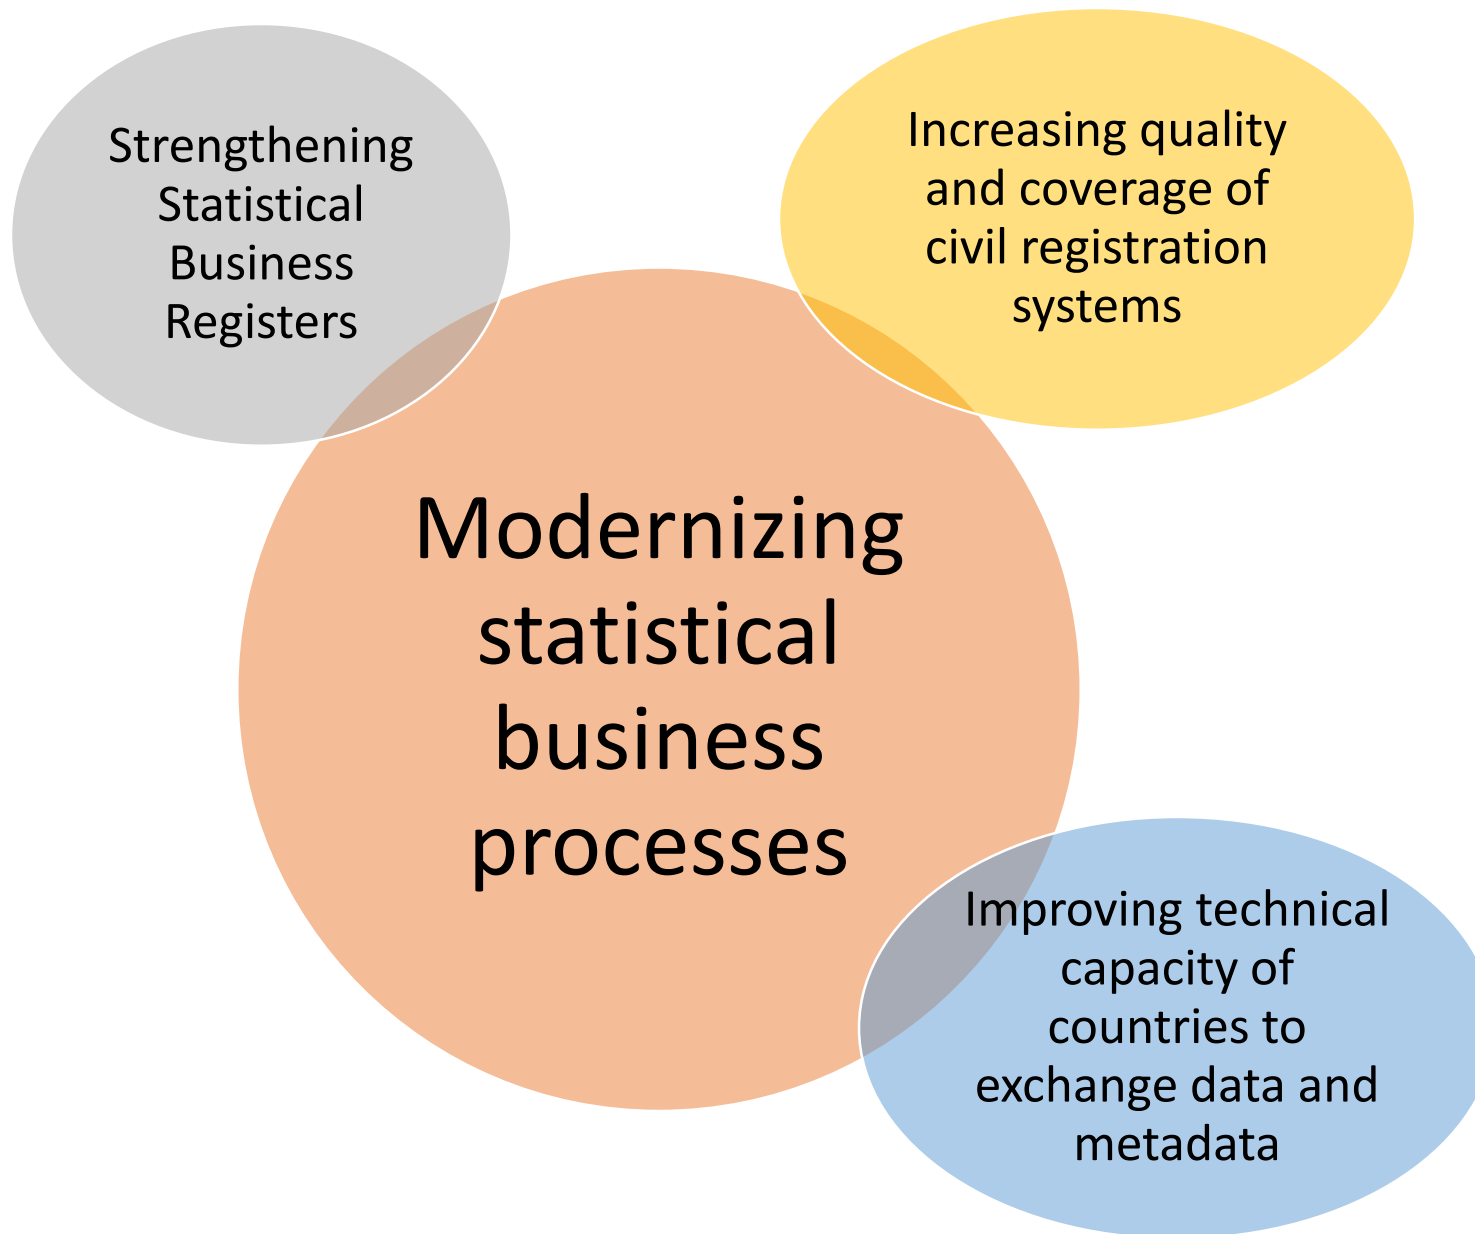 Strengthening
Statistical
Business
Registers
Increasing quality
and coverage of
civil registration
systems
Modernizing
statistical
business
processes
Improving technical
capacity of
countries to
exchange data and
metadata